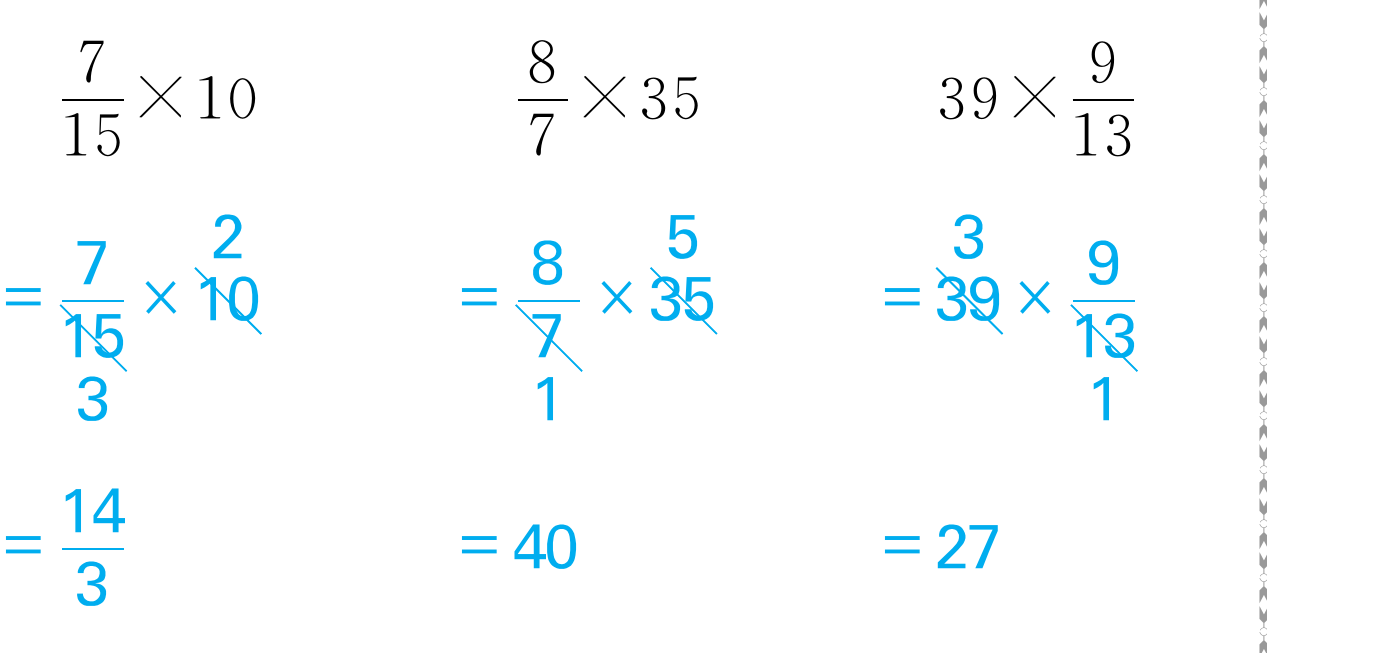 7/15 × 10    8/7 × 35    39 × 9/13
2    5    3
= 7/15 × 10    = 8/7 × 35    = 39 × 9/13
3    1    1
= 14/3    = 40    = 27